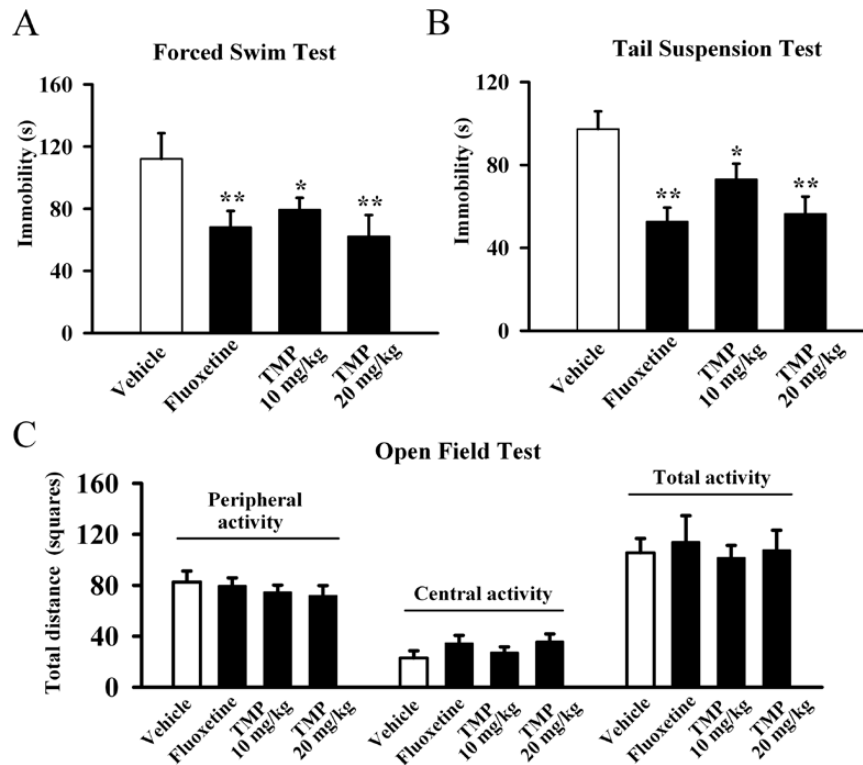 A
Forced Swim Test
Immobility (s)
160
120
80
40
0
**
*
**
Vehicle
Fluoxetine
TMP
10 mg/kg
TMP
20 mg/kg
B
Tail Suspension Test
Immobility (s)
120
80
40
0
**
*
**
Vehicle
Fluoxetine
TMP
10 mg/kg
TMP
20 mg/kg
C
Open Field Test
Total distance (squares)
160
120
80
40
0
Peripheral
activity
Central activity
Total activity
Vehicle
Fluoxetine
TMP
10 mg/kg
TMP
20 mg/kg
Vehicle
Fluoxetine
TMP
10 mg/kg
TMP
20 mg/kg
Vehicle
Fluoxetine
TMP
10 mg/kg
TMP
20 mg/kg